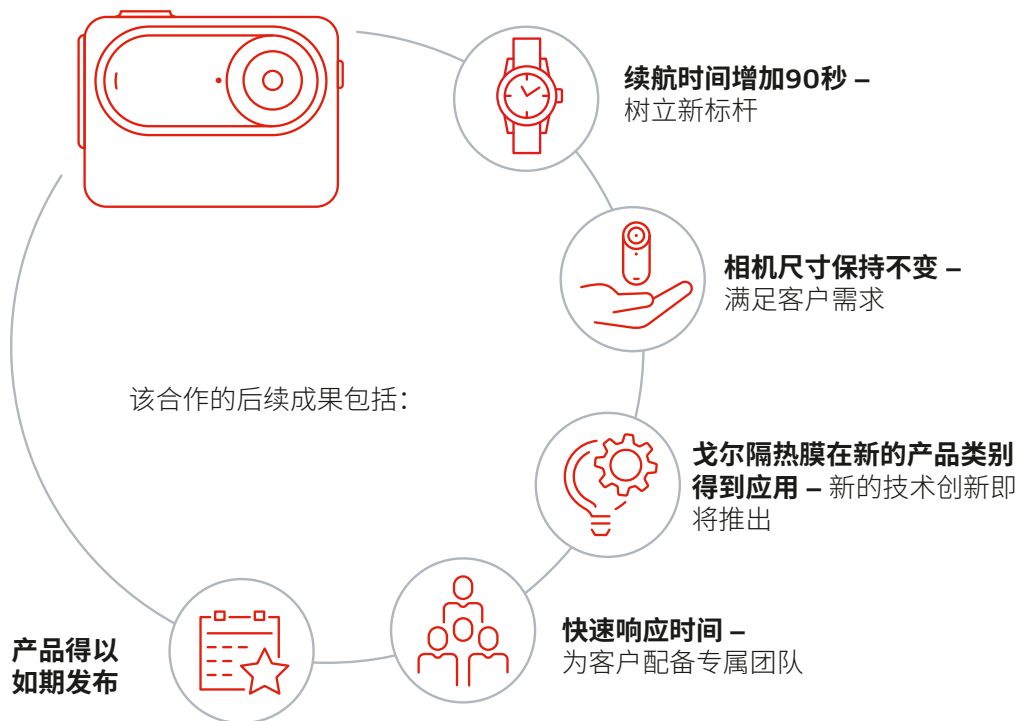 续航时间增加90秒 –
树立新标杆
相机尺寸保持不变 –
满足客户需求
该合作的后续成果包括：
戈尔隔热膜在新的产品类别
得到应用 – 新的技术创新即
将推出
快速响应时间 –
为客户配备专属团队
产品得以
如期发布